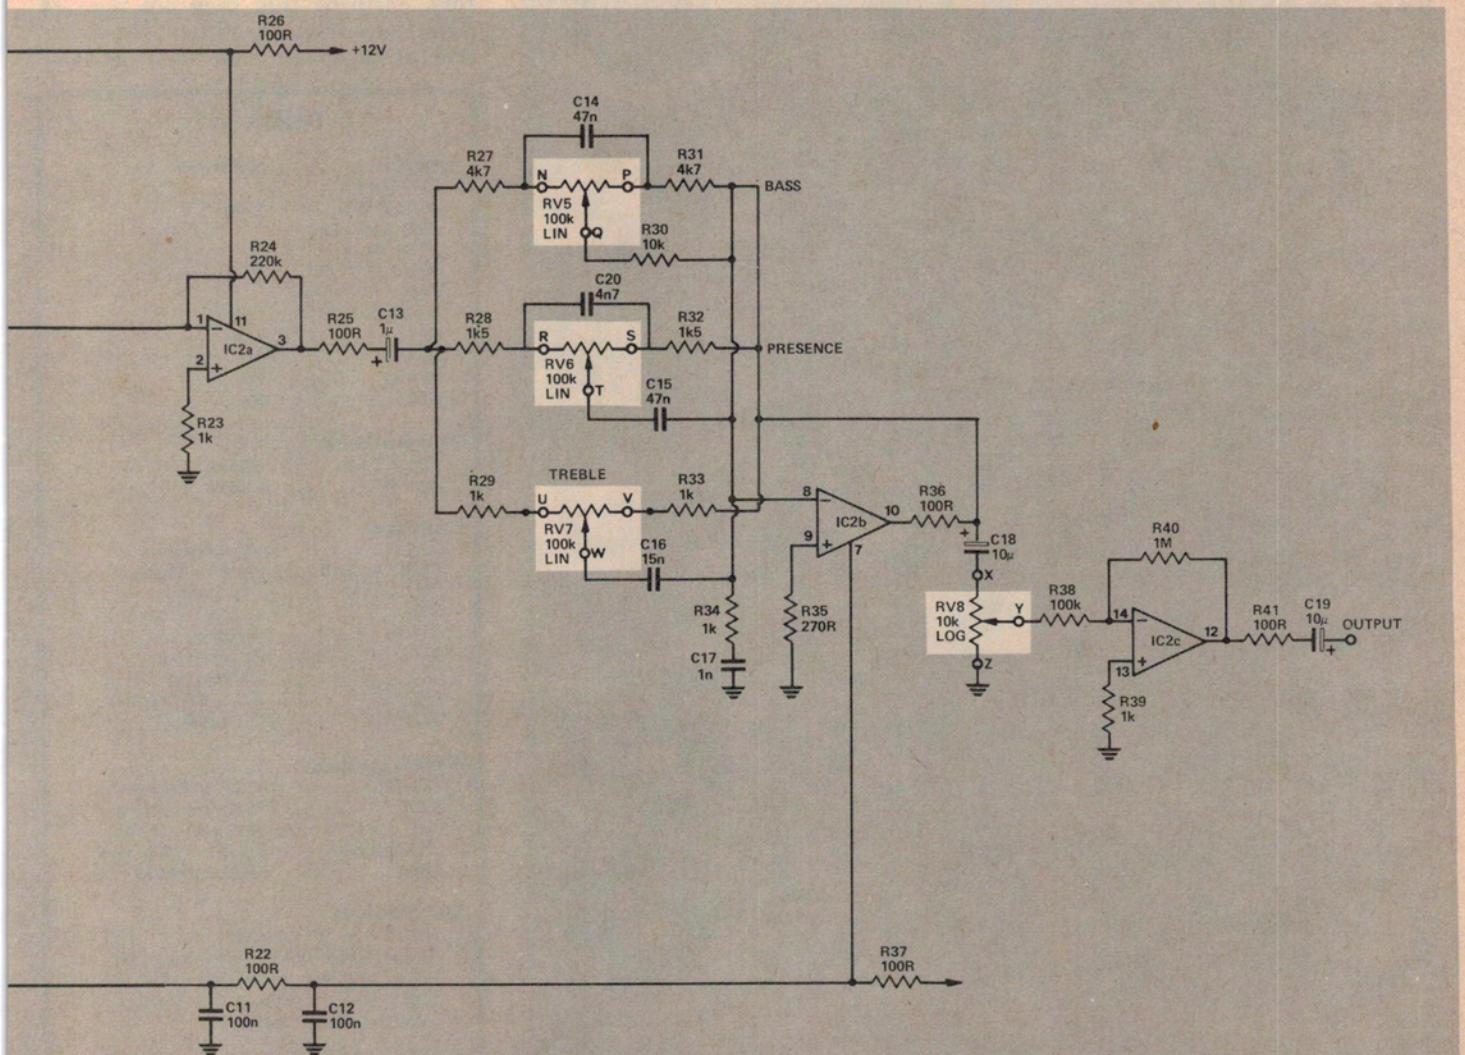 R26
100R
+12V
C14
47n
R27
4k7
N
P
R31
4k7
BASS
RV5
100k
LIN
Q
R30
10k
R24
220k
C20
4n7
1
−
11
IC2a
3
2
+
R25
100R
C13
1μ
+
R28
1k5
R
S
R32
1k5
PRESENCE
RV6
100k
LIN
T
C15
47n
R23
1k
TREBLE
R29
1k
U
V
R33
1k
RV7
100k
LIN
W
C16
15n
8
−
IC2b
10
9
+
7
R36
100R
+
C18
10μ
X
R34
1k
R35
270R
C17
1n
RV8
10k
LOG
Y
Z
R38
100k
R40
1M
14
−
IC2c
12
13
+
R41
100R
C19
10μ
+
OUTPUT
R39
1k
R22
100R
R37
100R
C11
100n
C12
100n